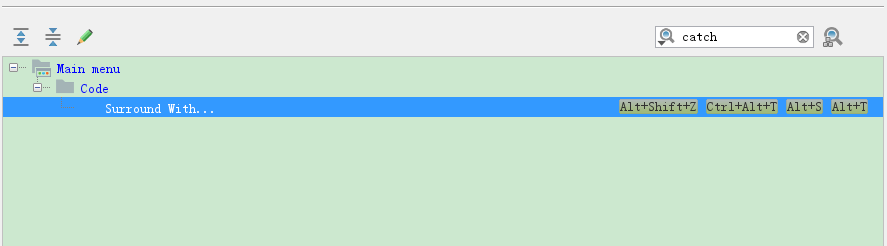 catch
Main menu
Code
Surround With... Alt+Shift+Z Ctrl+Alt+T Alt+S Alt+T